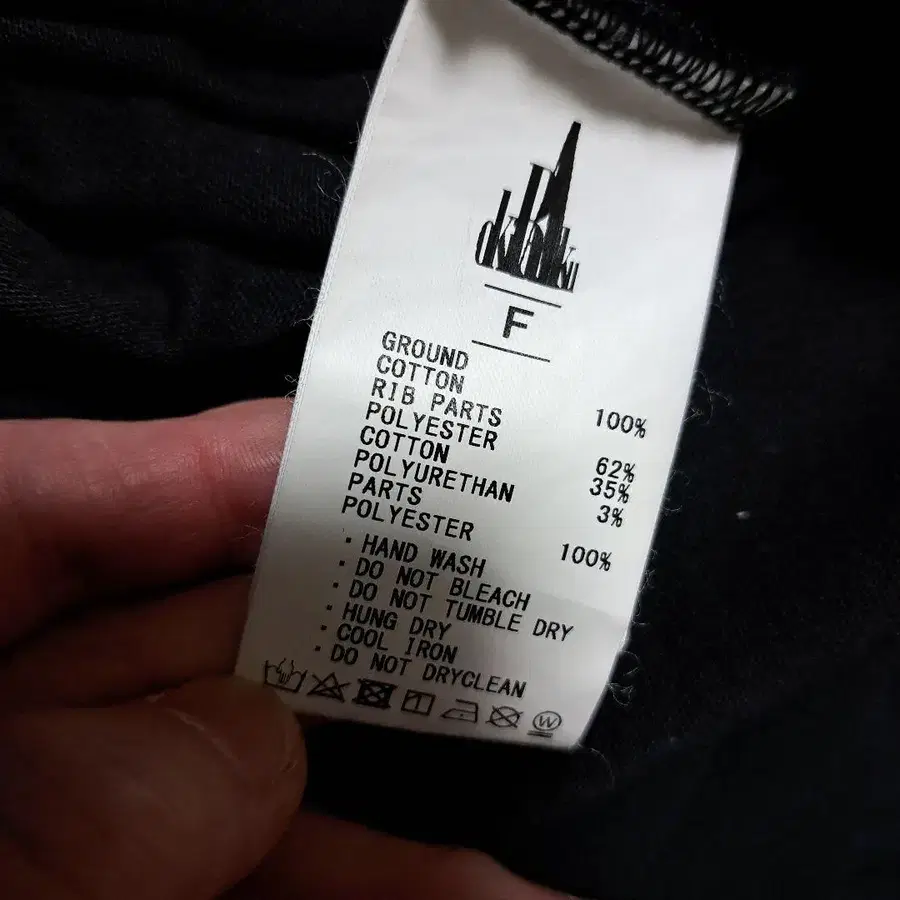 F
GROUND
COTTON 100%
RIB PARTS
POLYESTER 62%
COTTON 35%
POLYURETHAN 3%
PARTS
POLYESTER 100%
· HAND WASH
· DO NOT BLEACH
· DO NOT TUMBLE DRY
· HUNG DRY
· COOL IRON
· DO NOT DRYCLEAN
W